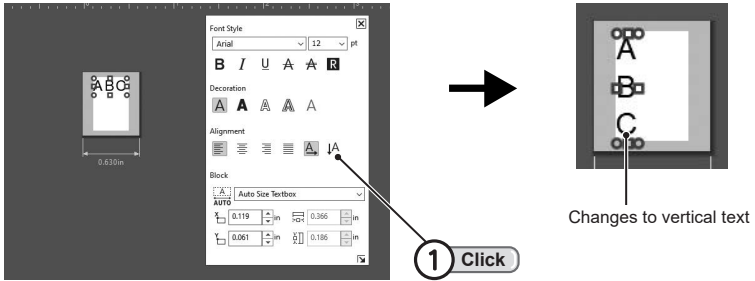 Font Style
Arial 12 pt
B I U A A R
Decoration
A A A A A
Alignment
A A
Block
A
AUTO
Auto Size Textbox
X 0.119 in 0.366 in
Y 0.061 in 0.186 in
ABC
0.630in
1 Click
A
B
C
Changes to vertical text